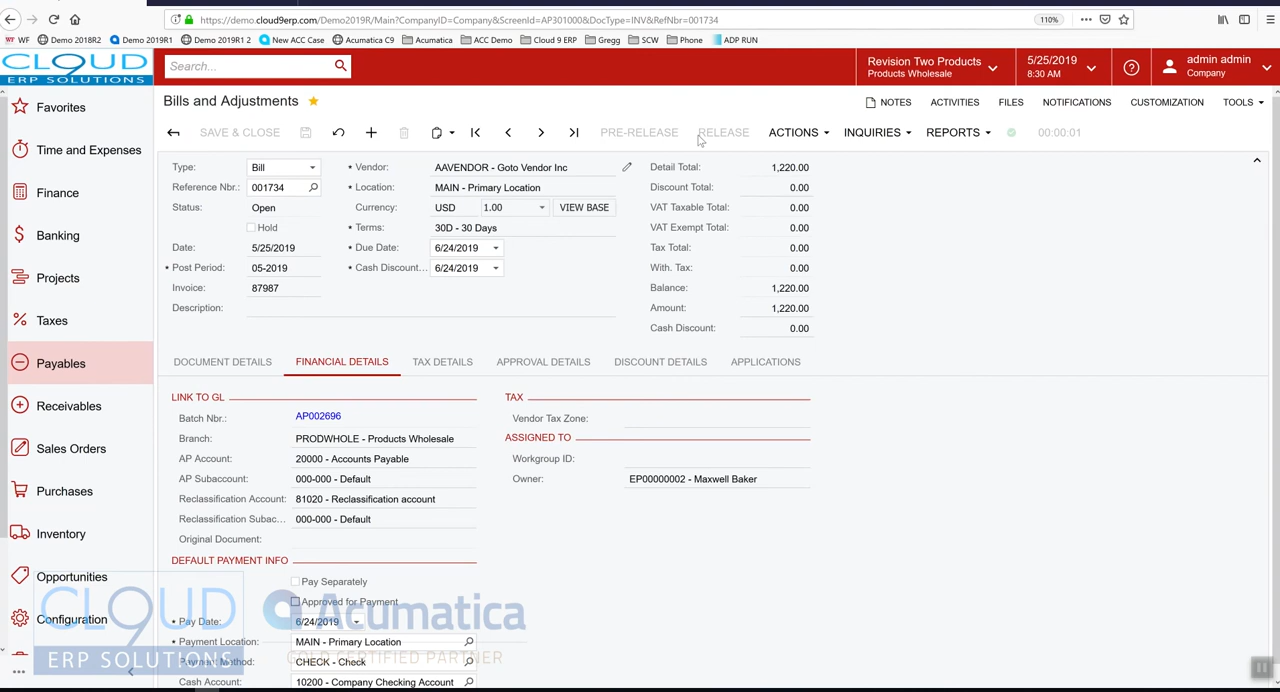 https://demo.cloud9erp.com/Demo2019R/Main?CompanyID=Company&ScreenId=AP301000&DocType=INV&RefNbr=001734
110%
WF Demo 2018R2 Demo 2019R1 Demo 2019R1 2 New ACC Case Acumatica C9 Acumatica ACC Demo Cloud 9 ERP Gregg SCW Phone ADP RUN
CLOUD9
ERP SOLUTIONS
Search...
Revision Two Products
Products Wholesale
5/25/2019
8:30 AM
admin admin
Company
Favorites
Time and Expenses
Finance
Banking
Projects
Taxes
Payables
Receivables
Sales Orders
Purchases
Inventory
Opportunities
Configuration
Bills and Adjustments
NOTES ACTIVITIES FILES NOTIFICATIONS CUSTOMIZATION TOOLS
SAVE & CLOSE PRE-RELEASE RELEASE ACTIONS INQUIRIES REPORTS 00:00:01
Type: Bill
Reference Nbr.: 001734
Status: Open
Hold
Date: 5/25/2019
Post Period: 05-2019
Invoice: 87987
Description:
Vendor: AAVENDOR - Goto Vendor Inc
Location: MAIN - Primary Location
Currency: USD 1.00 VIEW BASE
Terms: 30D - 30 Days
Due Date: 6/24/2019
Cash Discount... 6/24/2019
Detail Total: 1,220.00
Discount Total: 0.00
VAT Taxable Total: 0.00
VAT Exempt Total: 0.00
Tax Total: 0.00
With. Tax: 0.00
Balance: 1,220.00
Amount: 1,220.00
Cash Discount: 0.00
DOCUMENT DETAILS FINANCIAL DETAILS TAX DETAILS APPROVAL DETAILS DISCOUNT DETAILS APPLICATIONS
LINK TO GL
Batch Nbr.: AP002696
Branch: PRODWHOLE - Products Wholesale
AP Account: 20000 - Accounts Payable
AP Subaccount: 000-000 - Default
Reclassification Account: 81020 - Reclassification account
Reclassification Subac... 000-000 - Default
Original Document:
TAX
Vendor Tax Zone:
ASSIGNED TO
Workgroup ID:
Owner: EP00000002 - Maxwell Baker
DEFAULT PAYMENT INFO
Pay Separately
Approved for Payment
Pay Date: 6/24/2019
Payment Location: MAIN - Primary Location
Payment Method: CHECK - Check
Cash Account: 10200 - Company Checking Account
CLOUD
ERP SOLUTIONS
Acumatica
GOLD CERTIFIED PARTNER